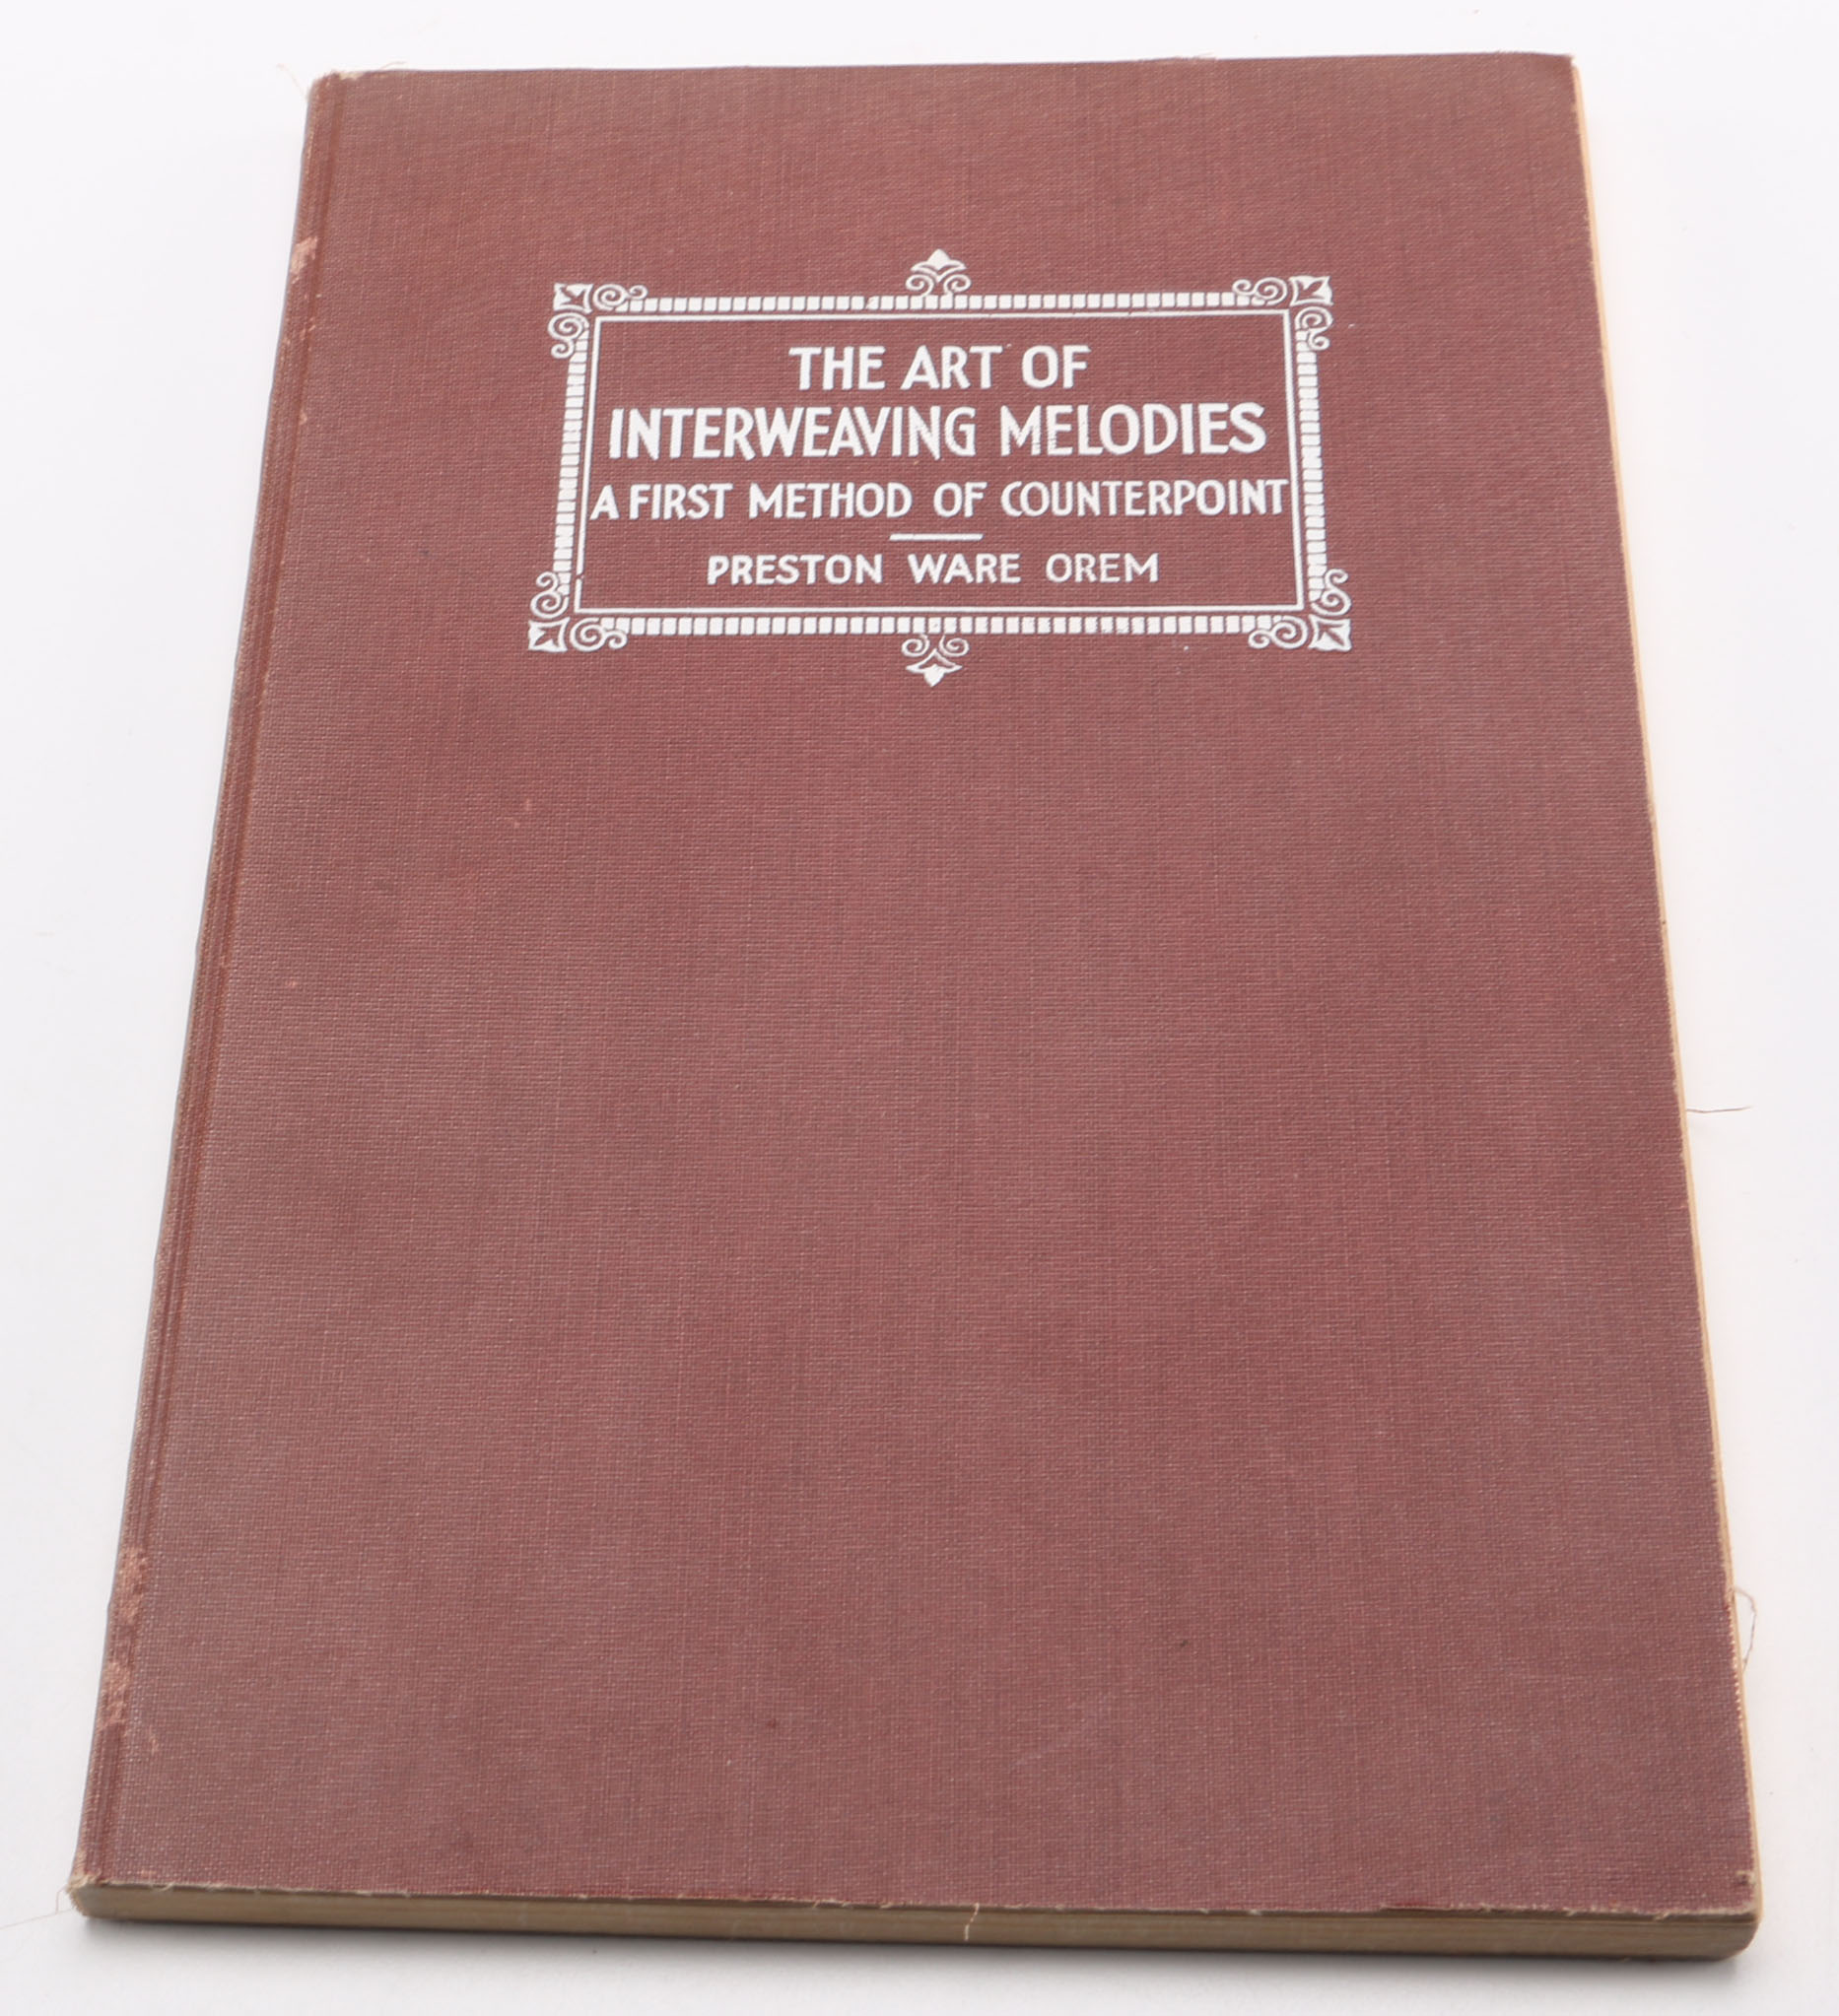 THE ART OF
INTERWEAVING MELODIES
A FIRST METHOD OF COUNTERPOINT
PRESTON WARE OREM